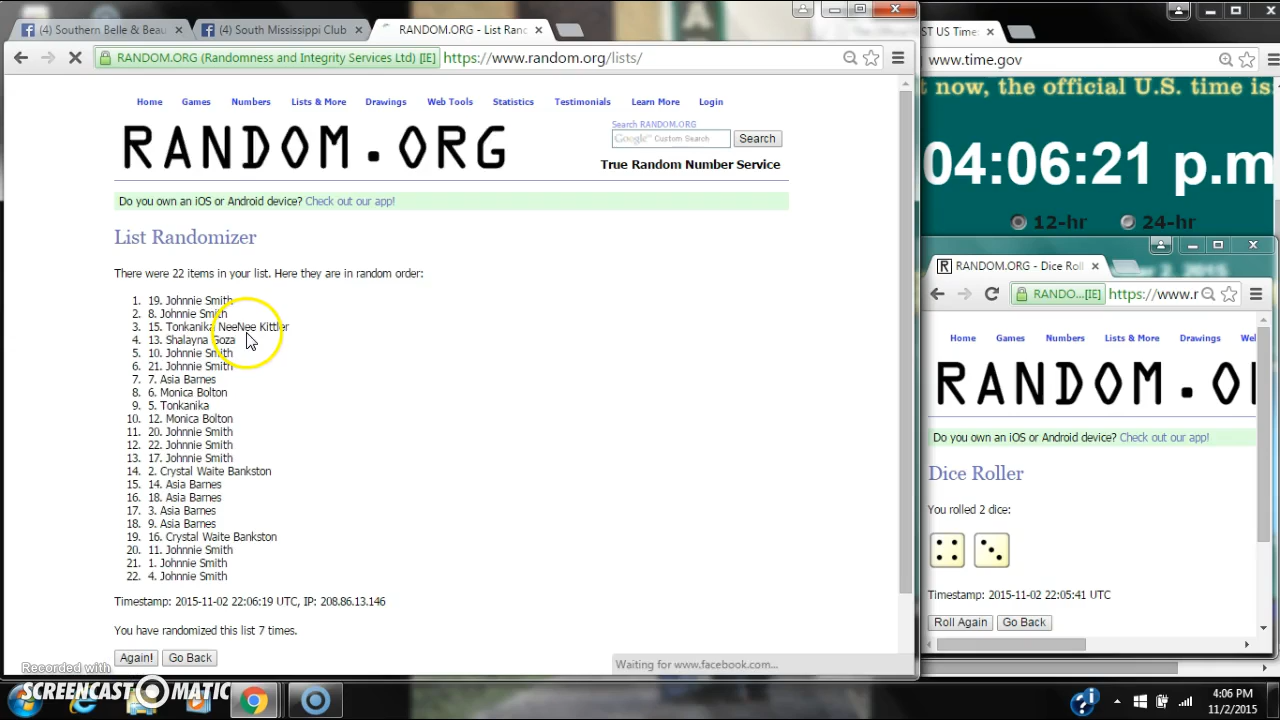 (4) Southern Belle & Beau
(4) South Mississippi Club
RANDOM.ORG - List Ranc
RANDOM.ORG (Randomness and Integrity Services Ltd) [IE]
https://www.random.org/lists/
Home Games Numbers Lists & More Drawings Web Tools Statistics Testimonials Learn More Login
RANDOM.ORG
Search RANDOM.ORG
Google Custom Search
Search
True Random Number Service
Do you own an iOS or Android device? Check out our app!
List Randomizer
There were 22 items in your list. Here they are in random order:
1. 19. Johnnie Smith
2. 8. Johnnie Smith
3. 15. Tonkanika NeeNee Kittler
4. 13. Shalayna Goza
5. 10. Johnnie Smith
6. 21. Johnnie Smith
7. 7. Asia Barnes
8. 6. Monica Bolton
9. 5. Tonkanika
10. 12. Monica Bolton
11. 20. Johnnie Smith
12. 22. Johnnie Smith
13. 17. Johnnie Smith
14. 2. Crystal Waite Bankston
15. 14. Asia Barnes
16. 18. Asia Barnes
17. 3. Asia Barnes
18. 9. Asia Barnes
19. 16. Crystal Waite Bankston
20. 11. Johnnie Smith
21. 1. Johnnie Smith
22. 4. Johnnie Smith
Timestamp: 2015-11-02 22:06:19 UTC, IP: 208.86.13.146
You have randomized this list 7 times.
Again! Go Back
Waiting for www.facebook.com...
ST US Time:
www.time.gov
t now, the official U.S. time is:
04:06:21 p.m
12-hr 24-hr
2, 2015
RANDOM.ORG - Dice Roll
RANDO...[IE] https://www.r
Home Games Numbers Lists & More Drawings Wel
RANDOM.O
Do you own an iOS or Android device? Check out our app!
Dice Roller
You rolled 2 dice:
Timestamp: 2015-11-02 22:05:41 UTC
Roll Again Go Back
Recorded with
SCREENCAST MATIC
4:06 PM
11/2/2015